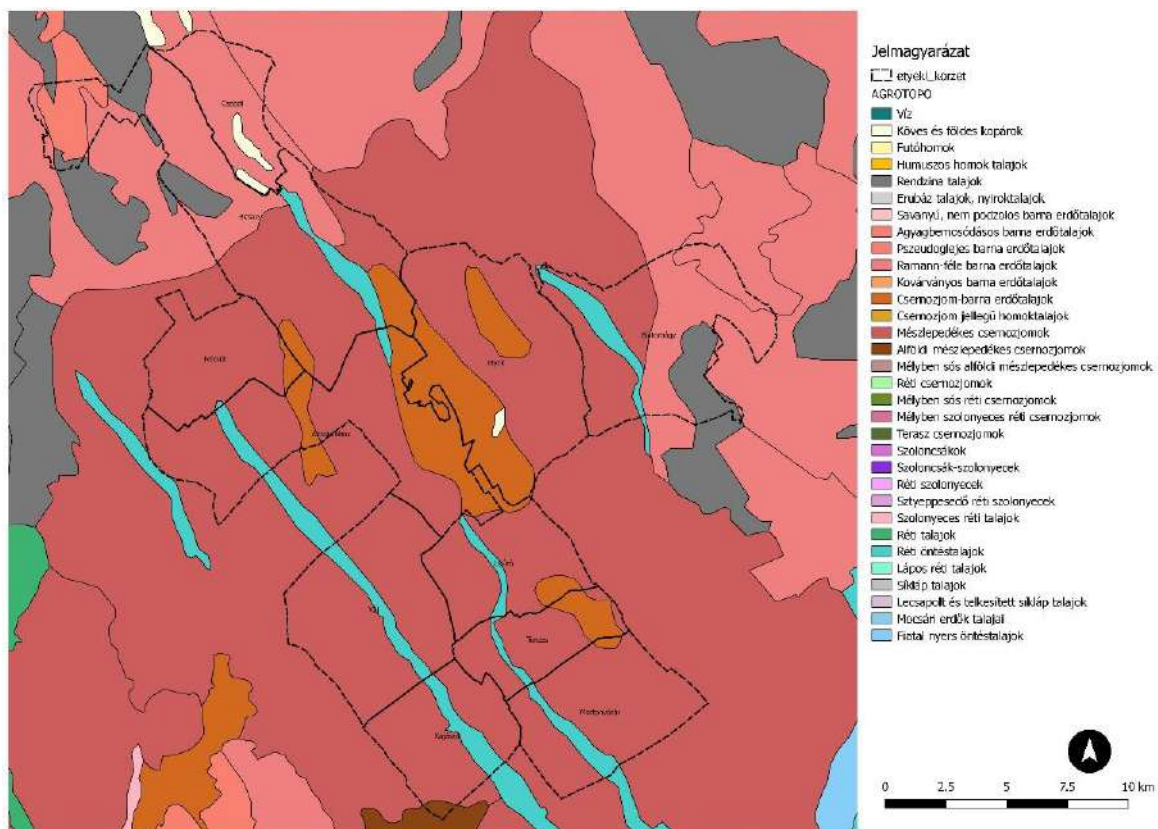 Jelmagyarázat
etyeki_korzet
AGROTOPO
Víz
Köves és földes kopárok
Futóhomok
Humuszos homok talajok
Rendzina talajok
Erubáz talajok, nyiroktalajok
Savanyú, nem podzolos barna erdőtalajok
Agyagbemosódásos barna erdőtalajok
Pszeudoglejes barna erdőtalajok
Ramann-féle barna erdőtalajok
Kovárványos barna erdőtalajok
Csernozjom-barna erdőtalajok
Csernozjom jellegű homoktalajok
Mészlepedékes csernozjomok
Alföldi mészlepedékes csernozjomok
Mélyben sós alföldi mészlepedékes csernozjomok
Réti csernozjomok
Mélyben sós réti csernozjomok
Mélyben szolonyeces réti csernozjomok
Terasz csernozjomok
Szoloncsákok
Szoloncsák-szolonyecek
Réti szolonyecek
Sztyeppesedő réti szolonyecek
Szolonyeces réti talajok
Réti talajok
Réti öntéstalajok
Lápos réti talajok
Síkláp talajok
Lecsapolt és telkesített síkláp talajok
Mocsári erdők talajai
Fiatal nyers öntéstalajok
0 2.5 5 7.5 10 km
Vál
Tordas
Martonvásár
Kajászó